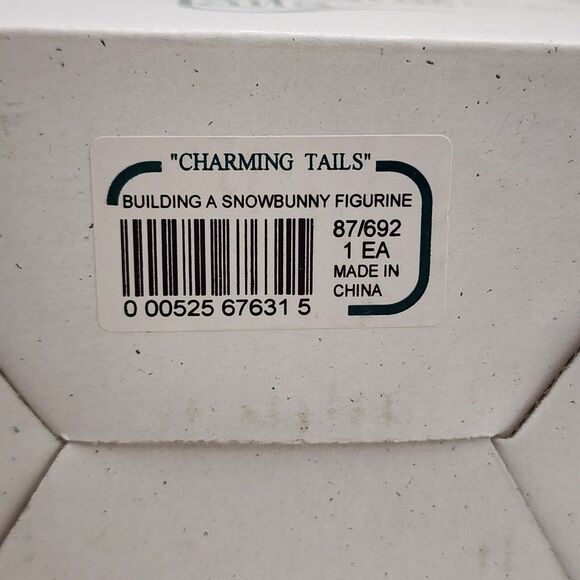 "CHARMING TAILS"
BUILDING A SNOWBUNNY FIGURINE
87/692
1 EA
MADE IN
CHINA
0 00525 67631 5